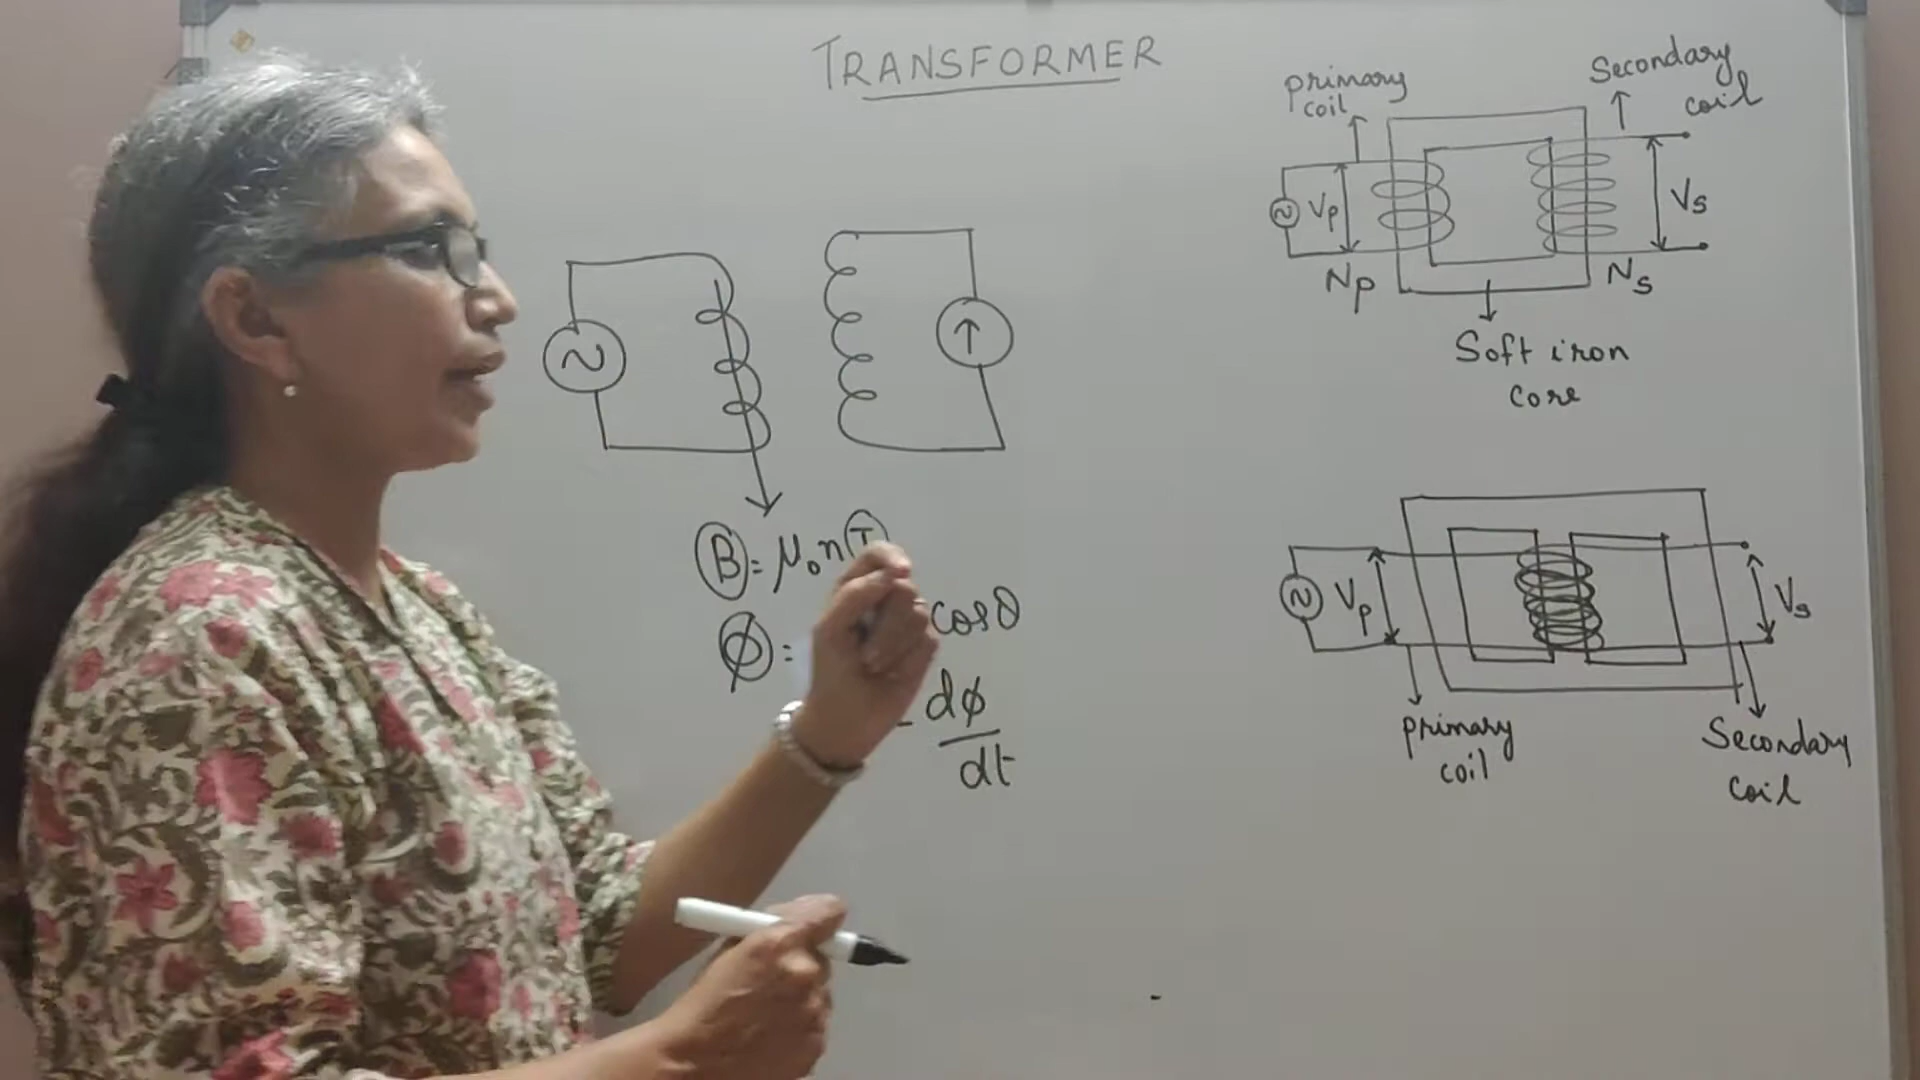 TRANSFORMER
B = μ₀nI
ϕ =
cosθ
- dϕ
dt
primary
coil
Secondary
coil
~
Vp
Vs
Np
Ns
Soft iron
core
~
~
Vp
Vs
primary
coil
Secondary
coil